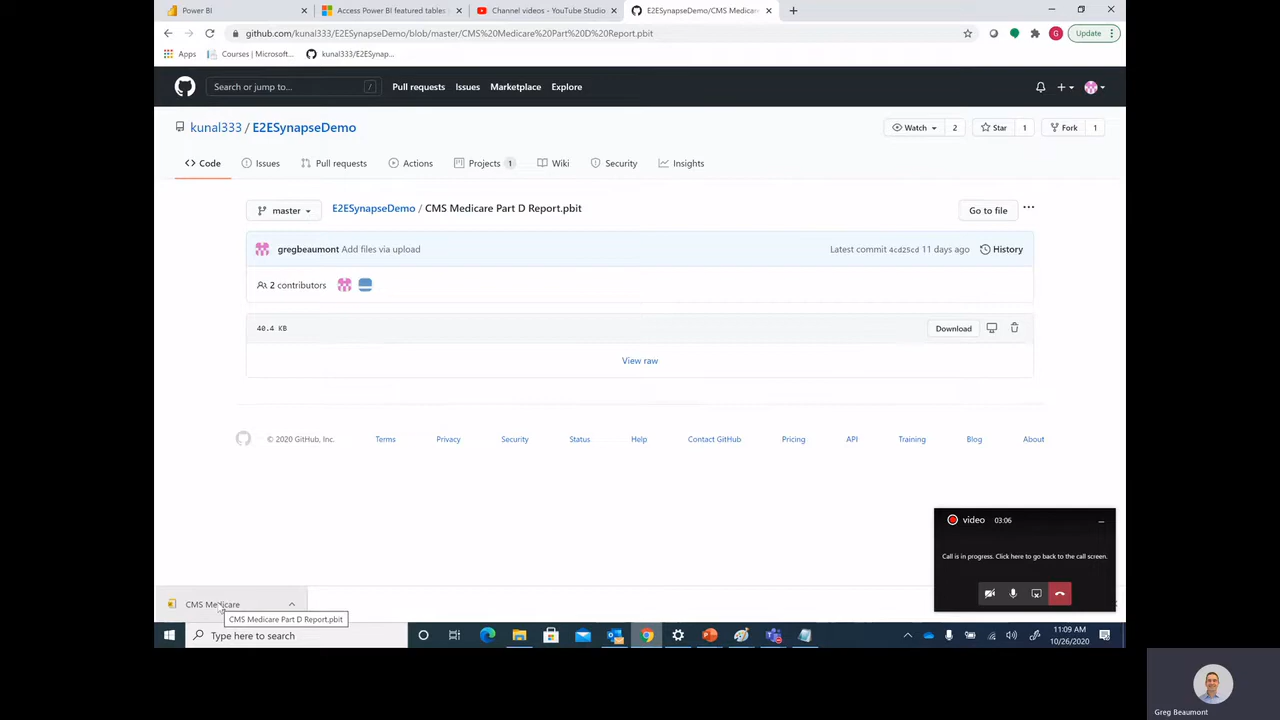 Power BI
Access Power BI featured tables
Channel videos - YouTube Studio
E2ESynapseDemo/CMS Medicar
github.com/kunal333/E2ESynapseDemo/blob/master/CMS%20Medicare%20Part%20D%20Report.pbit
G
Update
Apps
Courses | Microsoft...
kunal333/E2ESynap...
Search or jump to...
/
Pull requests
Issues
Marketplace
Explore
kunal333 / E2ESynapseDemo
Watch
2
Star
1
Fork
1
Code
Issues
Pull requests
Actions
Projects 1
Wiki
Security
Insights
master
E2ESynapseDemo / CMS Medicare Part D Report.pbit
Go to file
gregbeaumont Add files via upload
Latest commit 4cd25cd 11 days ago
History
2 contributors
40.4 KB
Download
View raw
© 2020 GitHub, Inc.
Terms
Privacy
Security
Status
Help
Contact GitHub
Pricing
API
Training
Blog
About
video
03:06
Call is in progress. Click here to go back to the call screen.
CMS Medicare
CMS Medicare Part D Report.pbit
Type here to search
11:09 AM
10/26/2020
Greg Beaumont